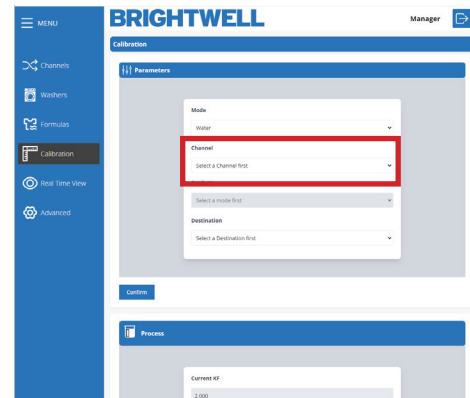 MENU
BRIGHTWELL
Manager
Calibration
Channels
Parameters
Washers
Mode
Formulas
Water
Channel
Calibration
Select a Channel first
Real Time View
Select a mode first
Advanced
Destination
Select a Destination first
Confirm
Process
Current KF
2.000